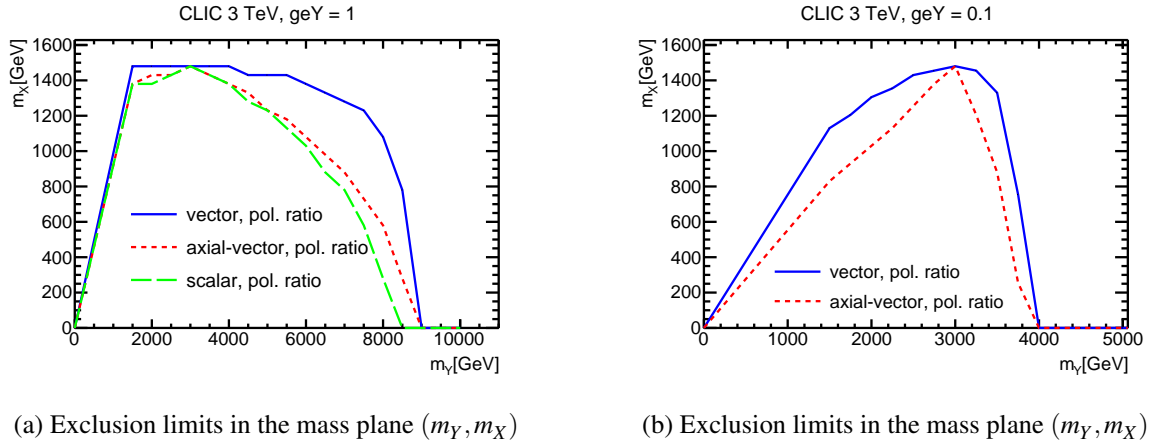 CLIC 3 TeV, geY = 1
m_X[GeV]
1600
1400
1200
1000
800
600
400
200
0
vector, pol. ratio
axial-vector, pol. ratio
scalar, pol. ratio
0 2000 4000 6000 8000 10000
m_Y[GeV]
(a) Exclusion limits in the mass plane (m_Y, m_X)
CLIC 3 TeV, geY = 0.1
m_X[GeV]
1600
1400
1200
1000
800
600
400
200
0
vector, pol. ratio
axial-vector, pol. ratio
0 1000 2000 3000 4000 5000
m_Y[GeV]
(b) Exclusion limits in the mass plane (m_Y, m_X)